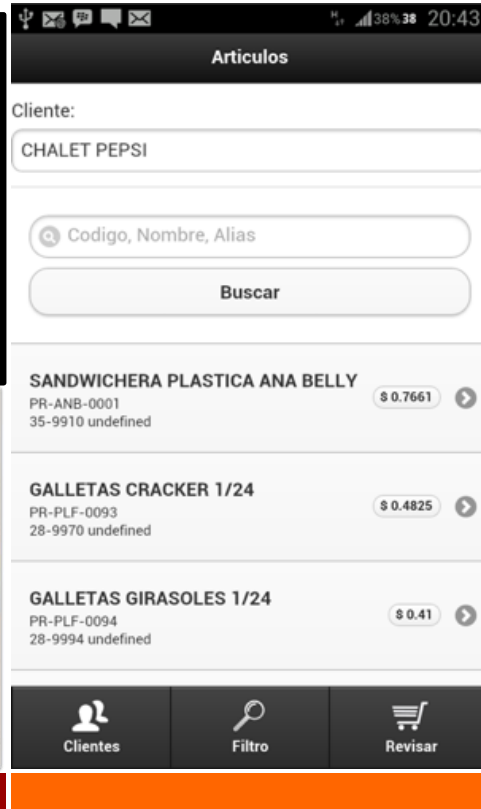 38% 38 20:43
Articulos
Cliente:
CHALET PEPSI
Codigo, Nombre, Alias
Buscar
SANDWICHERA PLASTICA ANA BELLY
PR-ANB-0001
35-9910 undefined
$ 0.7661
GALLETAS CRACKER 1/24
PR-PLF-0093
28-9970 undefined
$ 0.4825
GALLETAS GIRASOLES 1/24
PR-PLF-0094
28-9994 undefined
$ 0.41
Clientes Filtro Revisar